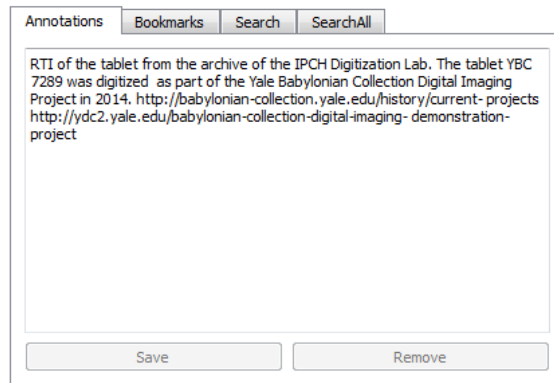 Annotations Bookmarks Search SearchAll
RTI of the tablet from the archive of the IPCH Digitization Lab. The tablet YBC
7289 was digitized  as part of the Yale Babylonian Collection Digital Imaging
Project in 2014. http://babylonian-collection.yale.edu/history/current- projects
http://ydc2.yale.edu/babylonian-collection-digital-imaging- demonstration-
project
Save Remove